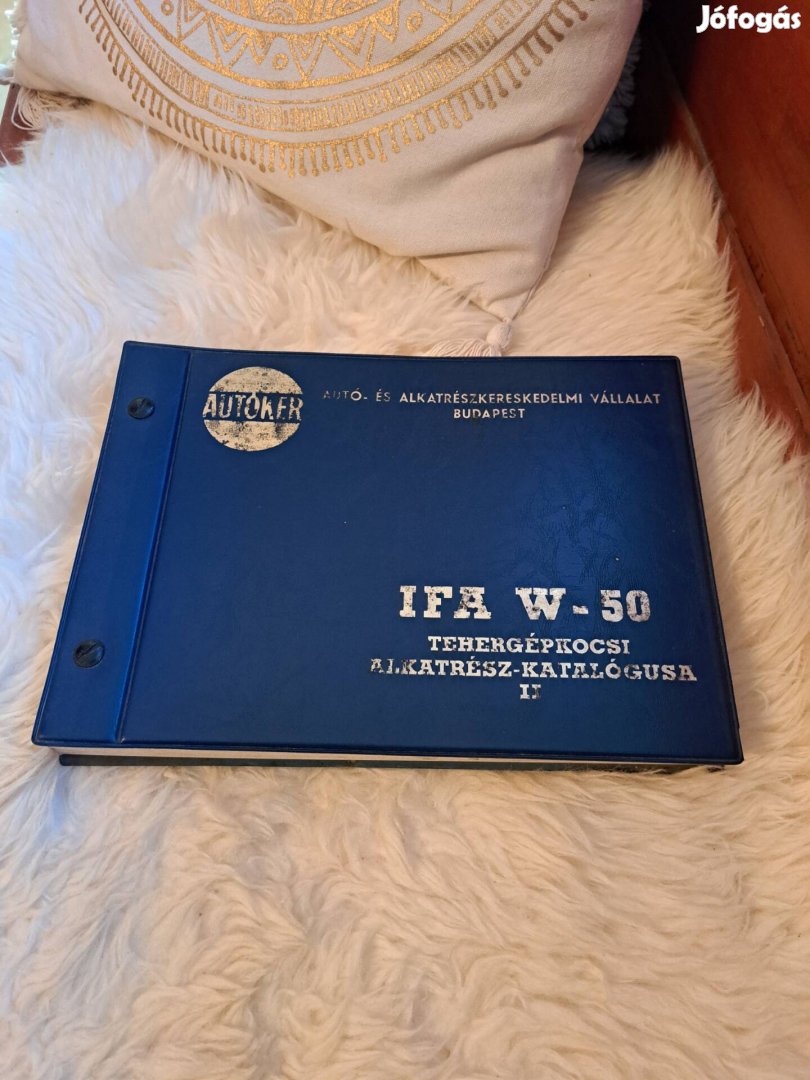 Jófogás
AUTÓKER
AUTÓ- ÉS ALKATRÉSZKERESKEDELMI VÁLLALAT
BUDAPEST
IFA W-50
TEHERGÉPKOCSI
ALKATRÉSZ-KATALÓGUSA
II